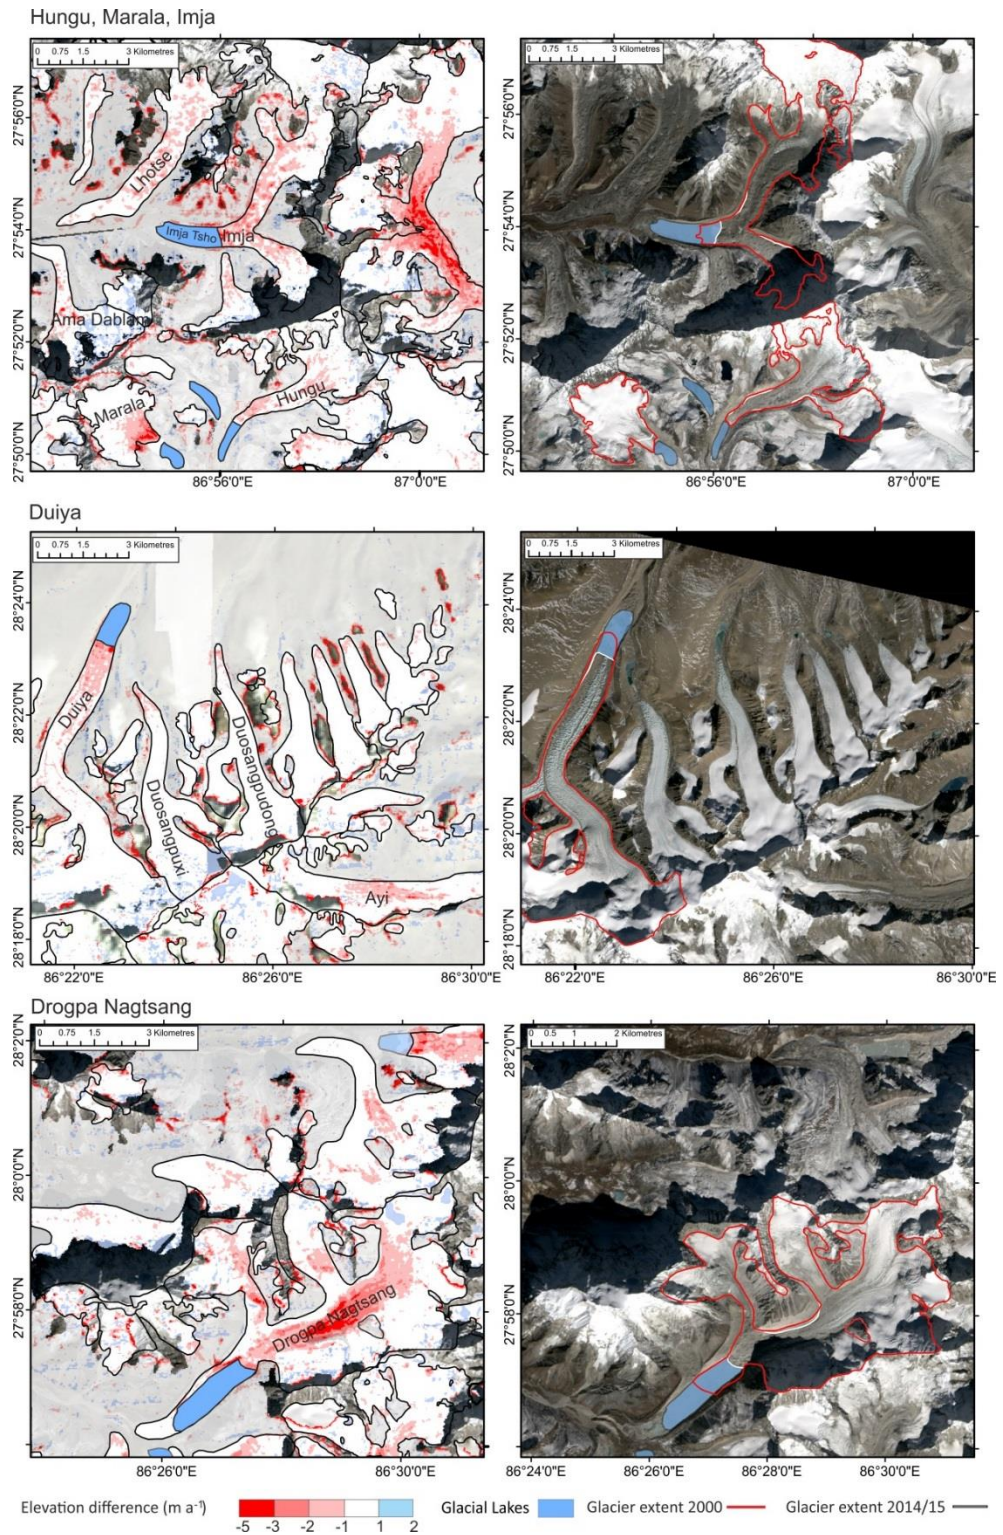 Hungu, Marala, Imja
0 0.75 1.5 3 Kilometres
0 0.75 1.5 3 Kilometres
27°56'0"N
27°54'0"N
27°52'0"N
27°50'0"N
Lhotse
Imja Tsho
Imja
Ama Dablam
Marala
Hungu
86°56'0"E
87°0'0"E
27°56'0"N
27°54'0"N
27°52'0"N
27°50'0"N
86°56'0"E
87°0'0"E
Duiya
0 0.75 1.5 3 Kilometres
0 0.75 1.5 3 Kilometres
28°24'0"N
28°22'0"N
28°20'0"N
28°18'0"N
Duiya
Duosangpuxi
Duosangpudong
Ayi
86°22'0"E
86°26'0"E
86°30'0"E
28°24'0"N
28°22'0"N
28°20'0"N
28°18'0"N
86°22'0"E
86°26'0"E
86°30'0"E
Drogpa Nagtsang
0 0.75 1.5 3 Kilometres
0 0.5 1 2 Kilometres
28°2'0"N
28°0'0"N
27°58'0"N
Drogpa Nagtsang
86°26'0"E
86°30'0"E
28°2'0"N
28°0'0"N
27°58'0"N
86°24'0"E
86°26'0"E
86°28'0"E
86°30'0"E
Elevation difference (m a⁻¹)
-5 -3 -2 -1 1 2
Glacial Lakes
Glacier extent 2000
Glacier extent 2014/15